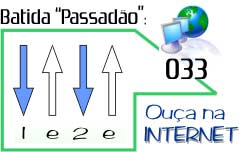 Batida "Passadão":
033
1 e 2 e
Ouça na
INTERNET